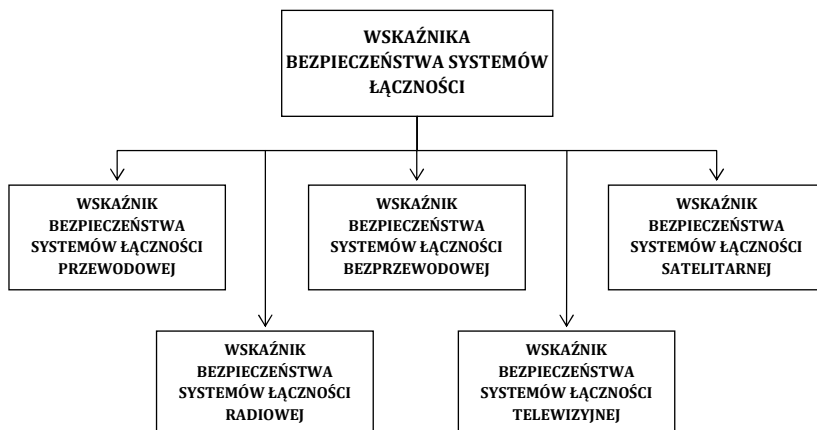 WSKAŹNIKA
BEZPIECZEŃSTWA SYSTEMÓW
ŁĄCZNOŚCI
WSKAŹNIK
BEZPIECZEŃSTWA
SYSTEMÓW ŁĄCZNOŚCI
PRZEWODOWEJ
WSKAŹNIK
BEZPIECZEŃSTWA
SYSTEMÓW ŁĄCZNOŚCI
BEZPRZEWODOWEJ
WSKAŹNIK
BEZPIECZEŃSTWA
SYSTEMÓW ŁĄCZNOŚCI
SATELITARNEJ
WSKAŹNIK
BEZPIECZEŃSTWA
SYSTEMÓW ŁĄCZNOŚCI
RADIOWEJ
WSKAŹNIK
BEZPIECZEŃSTWA
SYSTEMÓW ŁĄCZNOŚCI
TELEWIZYJNEJ